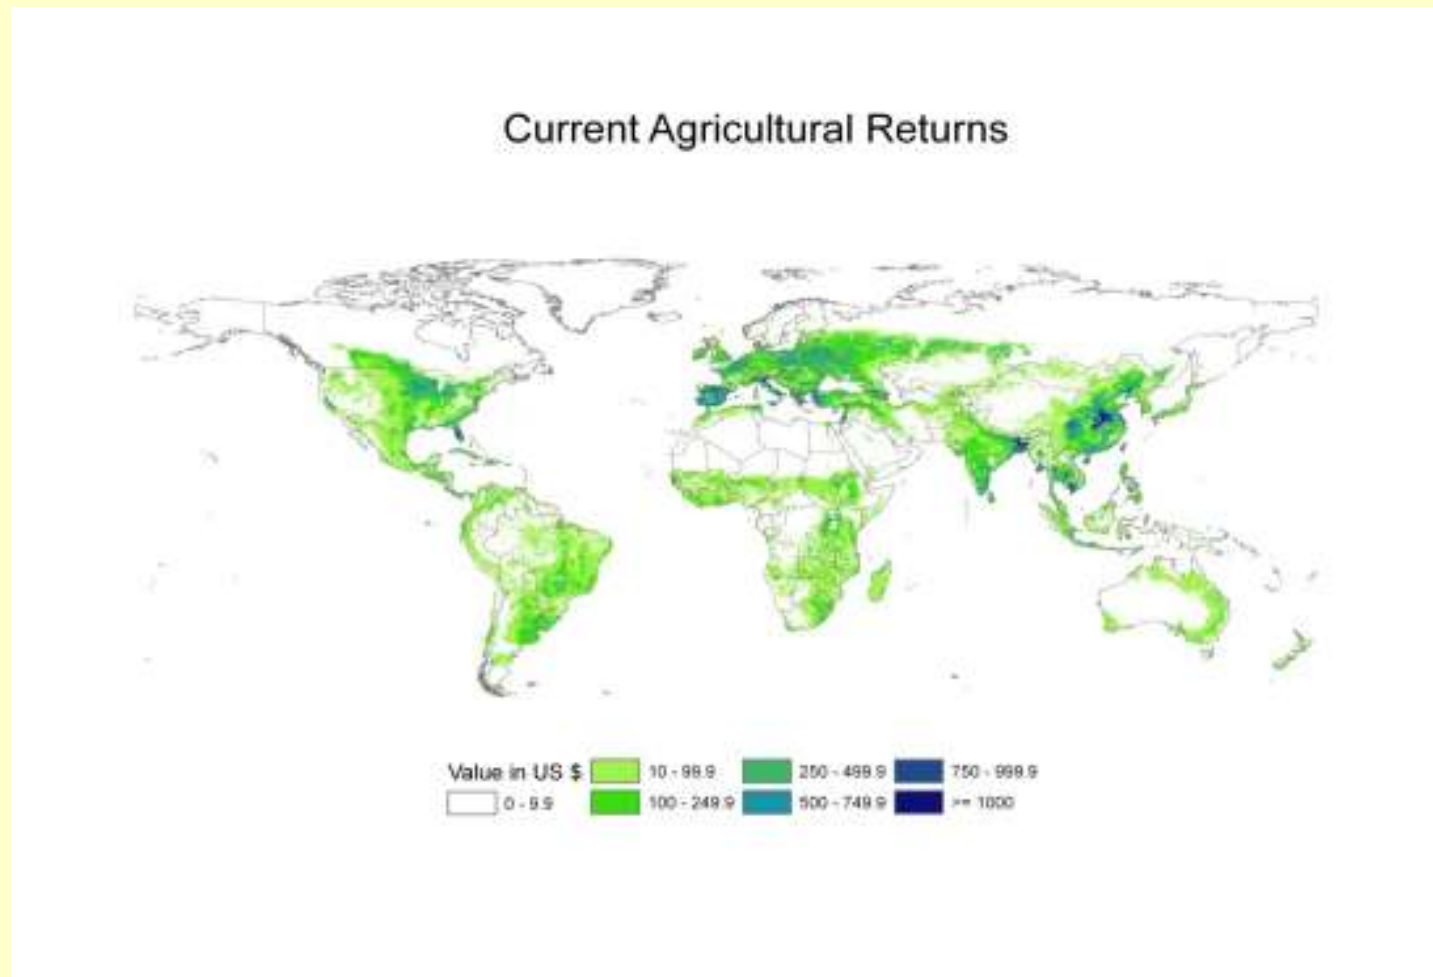 Current Agricultural Returns
Value in US $
0 - 9.9
10 - 99.9
100 - 249.9
250 - 499.9
500 - 749.9
750 - 999.9
>= 1000